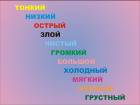 ТОНКИЙ
НИЗКИЙ
ОСТРЫЙ
ЗЛОЙ
ЧИСТЫЙ
ГРОМКИЙ
БОЛЬШОЙ
ХОЛОДНЫЙ
МЯГКИЙ
ГРУСТНЫЙ